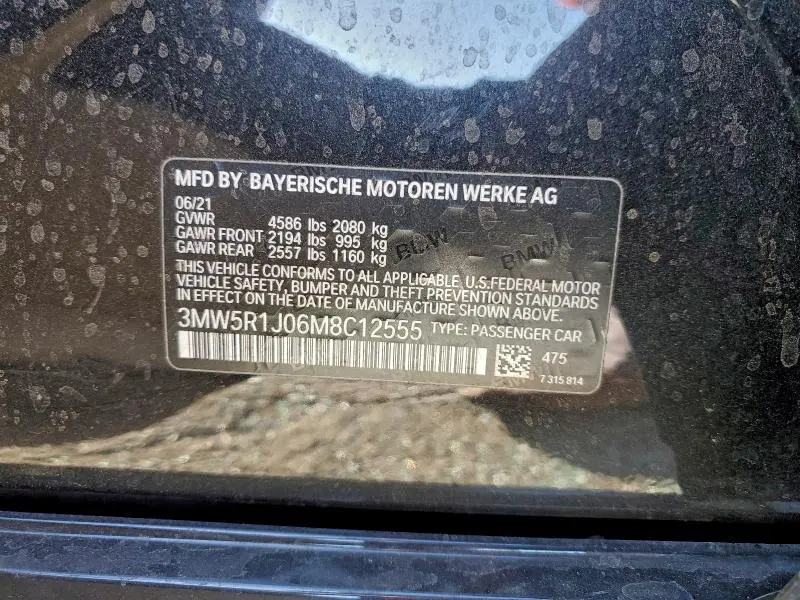 MFD BY BAYERISCHE MOTOREN WERKE AG
06/21
GVWR 4586 lbs 2080 kg
GAWR FRONT 2194 lbs 995 kg
GAWR REAR 2557 lbs 1160 kg
THIS VEHICLE CONFORMS TO ALL APPLICABLE U.S.FEDERAL MOTOR
VEHICLE SAFETY, BUMPER AND THEFT PREVENTION STANDARDS
IN EFFECT ON THE DATE OF MANUFACTURE SHOWN ABOVE.
3MW5R1J06M8C12555 TYPE: PASSENGER CAR
475
7 315 814
BMW